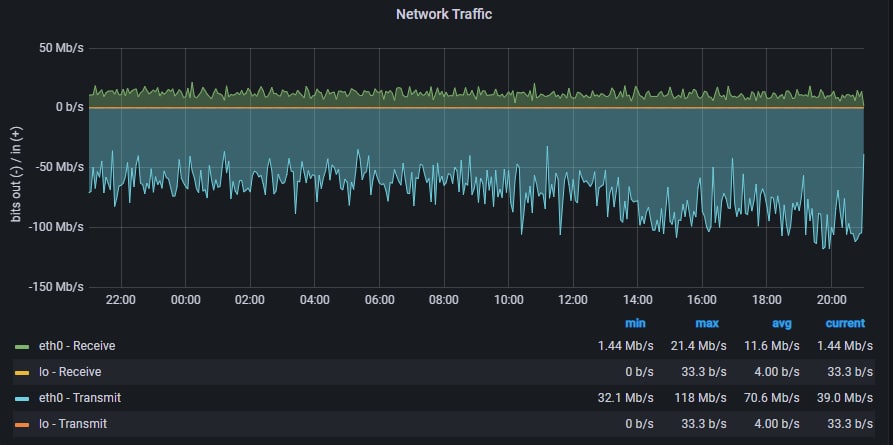 Network Traffic
bits out (-) / in (+)
50 Mb/s
0 b/s
-50 Mb/s
-100 Mb/s
-150 Mb/s
22:00 00:00 02:00 04:00 06:00 08:00 10:00 12:00 14:00 16:00 18:00 20:00
min max avg current
eth0 - Receive 1.44 Mb/s 21.4 Mb/s 11.6 Mb/s 1.44 Mb/s
lo - Receive 0 b/s 33.3 b/s 4.00 b/s 33.3 b/s
eth0 - Transmit 32.1 Mb/s 118 Mb/s 70.6 Mb/s 39.0 Mb/s
lo - Transmit 0 b/s 33.3 b/s 4.00 b/s 33.3 b/s